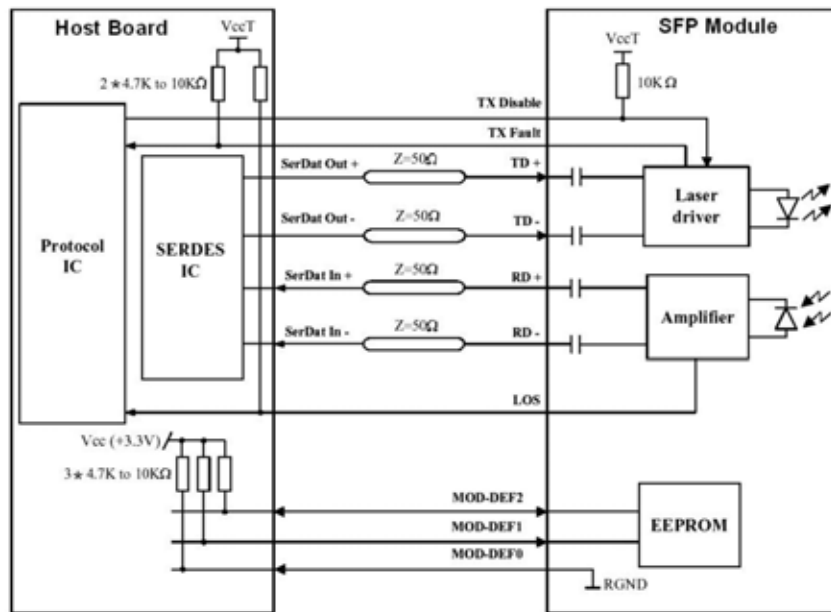 Host Board
SFP Module
VccT
VccT
2*4.7K to 10KΩ
10KΩ
TX Disable
TX Fault
SerDat Out +
Z=50Ω
TD +
SerDat Out -
Z=50Ω
TD -
Laser
driver
Protocol
IC
SERDES
IC
SerDat In +
Z=50Ω
RD +
SerDat In -
Z=50Ω
RD -
Amplifier
LOS
Vcc (+3.3V)
3*4.7K to 10KΩ
MOD-DEF2
MOD-DEF1
MOD-DEF0
EEPROM
RGND